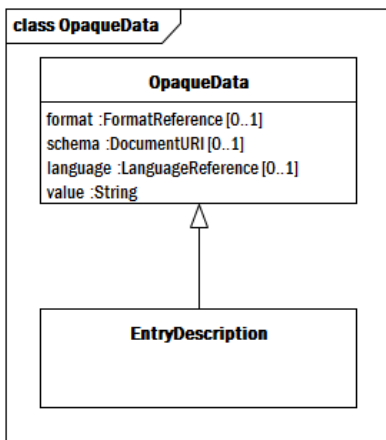 class OpaqueData
OpaqueData
format :FormatReference [0..1]
schema :DocumentURI [0..1]
language :LanguageReference [0..1]
value :String
EntryDescription